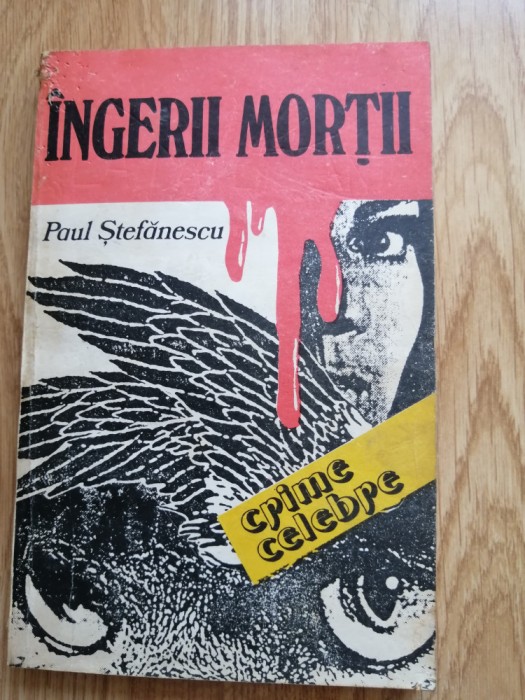 ÎNGERII MORȚII
Paul Ștefănescu
crime
celebre